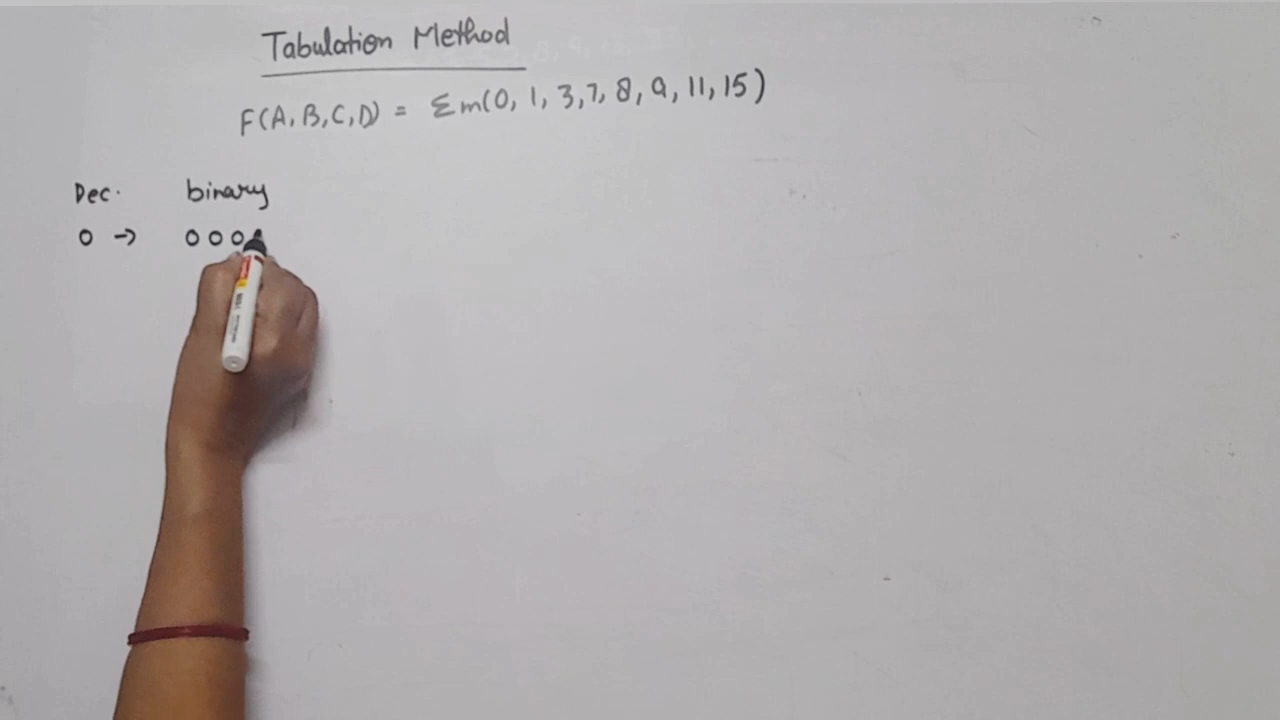 Tabulation Method
F(A,B,C,D) = Σm(0, 1, 3,7, 8, 9, 11, 15)
Dec. binary
0 → 000